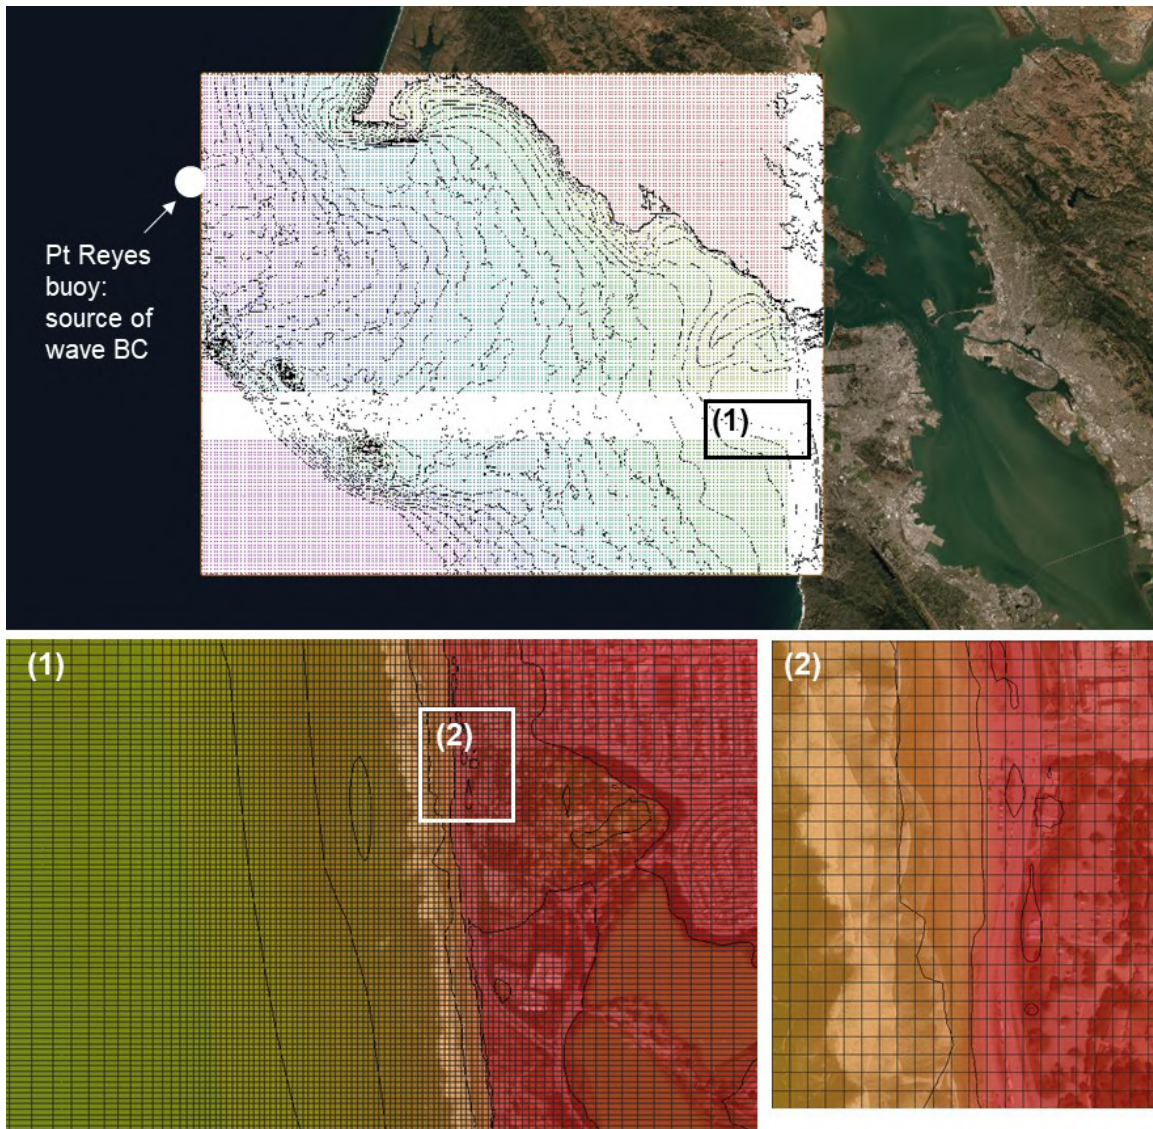 Pt Reyes
buoy:
source of
wave BC
(1)
(1)
(2)
(2)